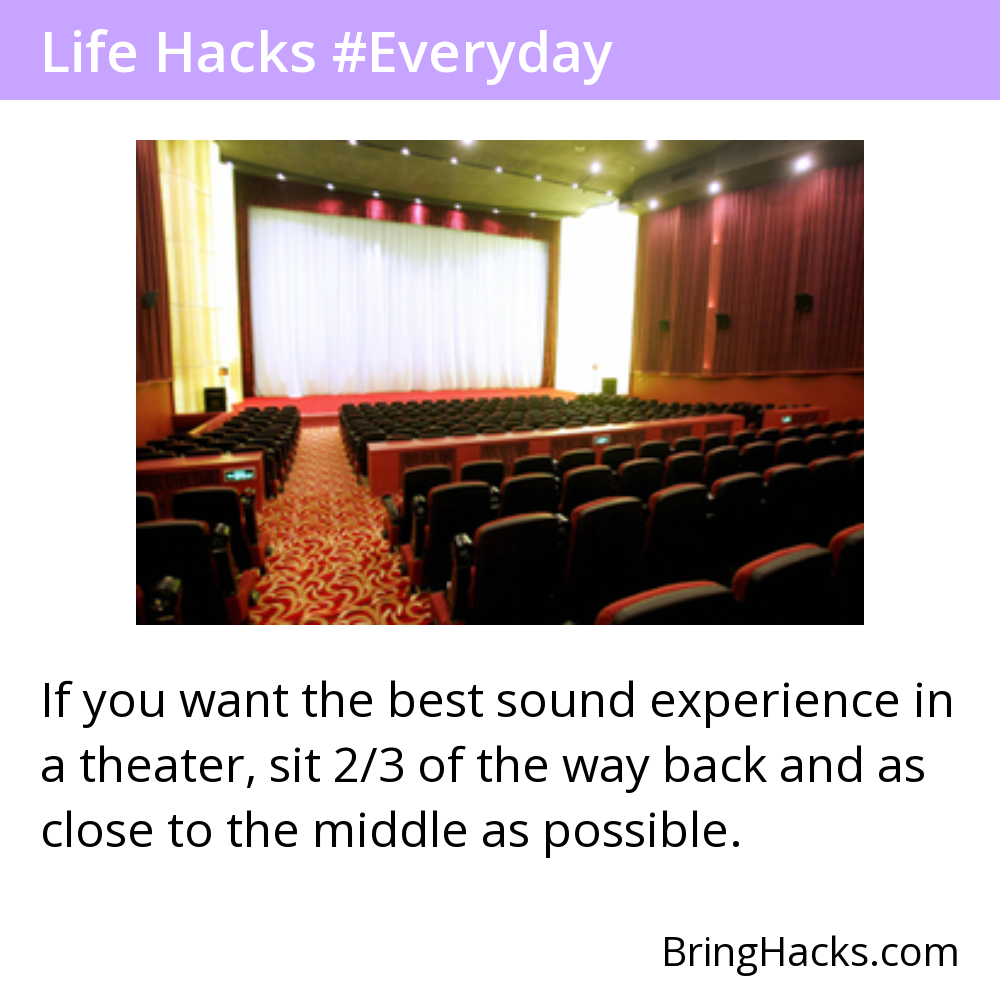 Life Hacks #Everyday
If you want the best sound experience in
a theater, sit 2/3 of the way back and as
close to the middle as possible.
BringHacks.com